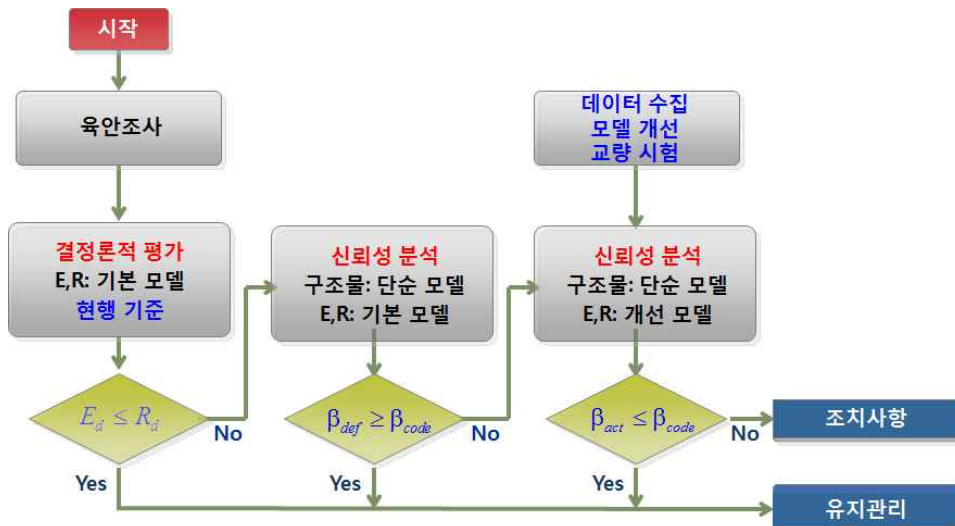 시작
육안조사
데이터 수집
모델 개선
교량 시험
결정론적 평가
E,R: 기본 모델
현행 기준
신뢰성 분석
구조물: 단순 모델
E,R: 기본 모델
신뢰성 분석
구조물: 단순 모델
E,R: 개선 모델
E_d ≤ R_d
No
β_def ≥ β_code
No
β_act ≤ β_code
No
조치사항
Yes
Yes
Yes
유지관리